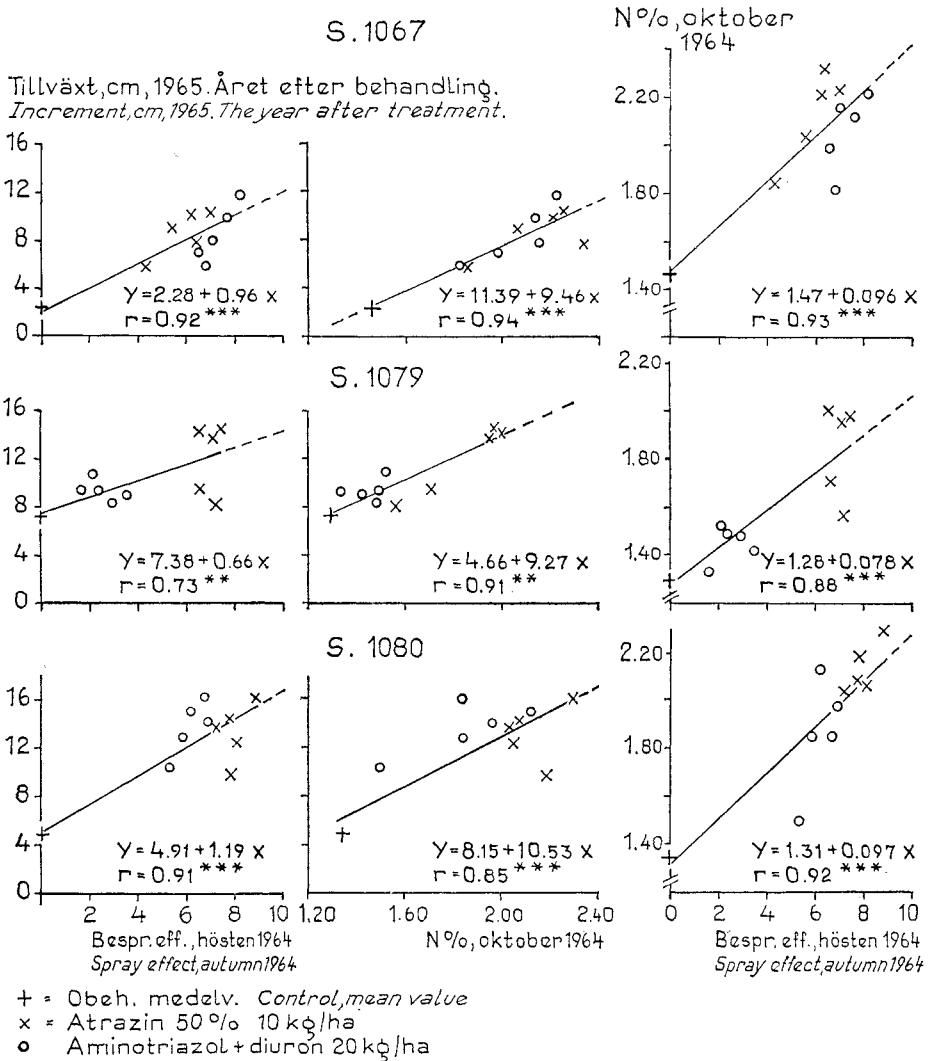 S. 1067
N%, oktober
1964
Tillväxt, cm, 1965. Året efter behandling.
Increment, cm, 1965. The year after treatment.
16
12
8
4
0
Y=2.28+0.96 x
r=0.92 ***
Y=11.39+9.46 x
r=0.94 ***
2.20
1.80
1.40
Y=1.47+0.096 x
r=0.93 ***
S. 1079
16
12
8
4
0
Y=7.38+0.66 x
r=0.73 **
Y=4.66+9.27 x
r=0.91 **
2.20
1.80
1.40
Y=1.28+0.078 x
r=0.88 ***
S. 1080
16
12
8
4
0
Y=4.91+1.19 x
r=0.91 ***
Y=8.15+10.53 x
r=0.85 ***
2.20
1.80
1.40
Y=1.31+0.097 x
r=0.92 ***
2 4 6 8 10
1.20 1.60 2.00 2.40
0 2 4 6 8 10
Bespr. eff., hösten 1964
Spray effect, autumn 1964
N%, oktober 1964
Bespr. eff., hösten 1964
Spray effect, autumn 1964
+ = Obeh. medelv. Control, mean value
x = Atrazin 50% 10 kg/ha
o Aminotriazol + diuron 20 kg/ha